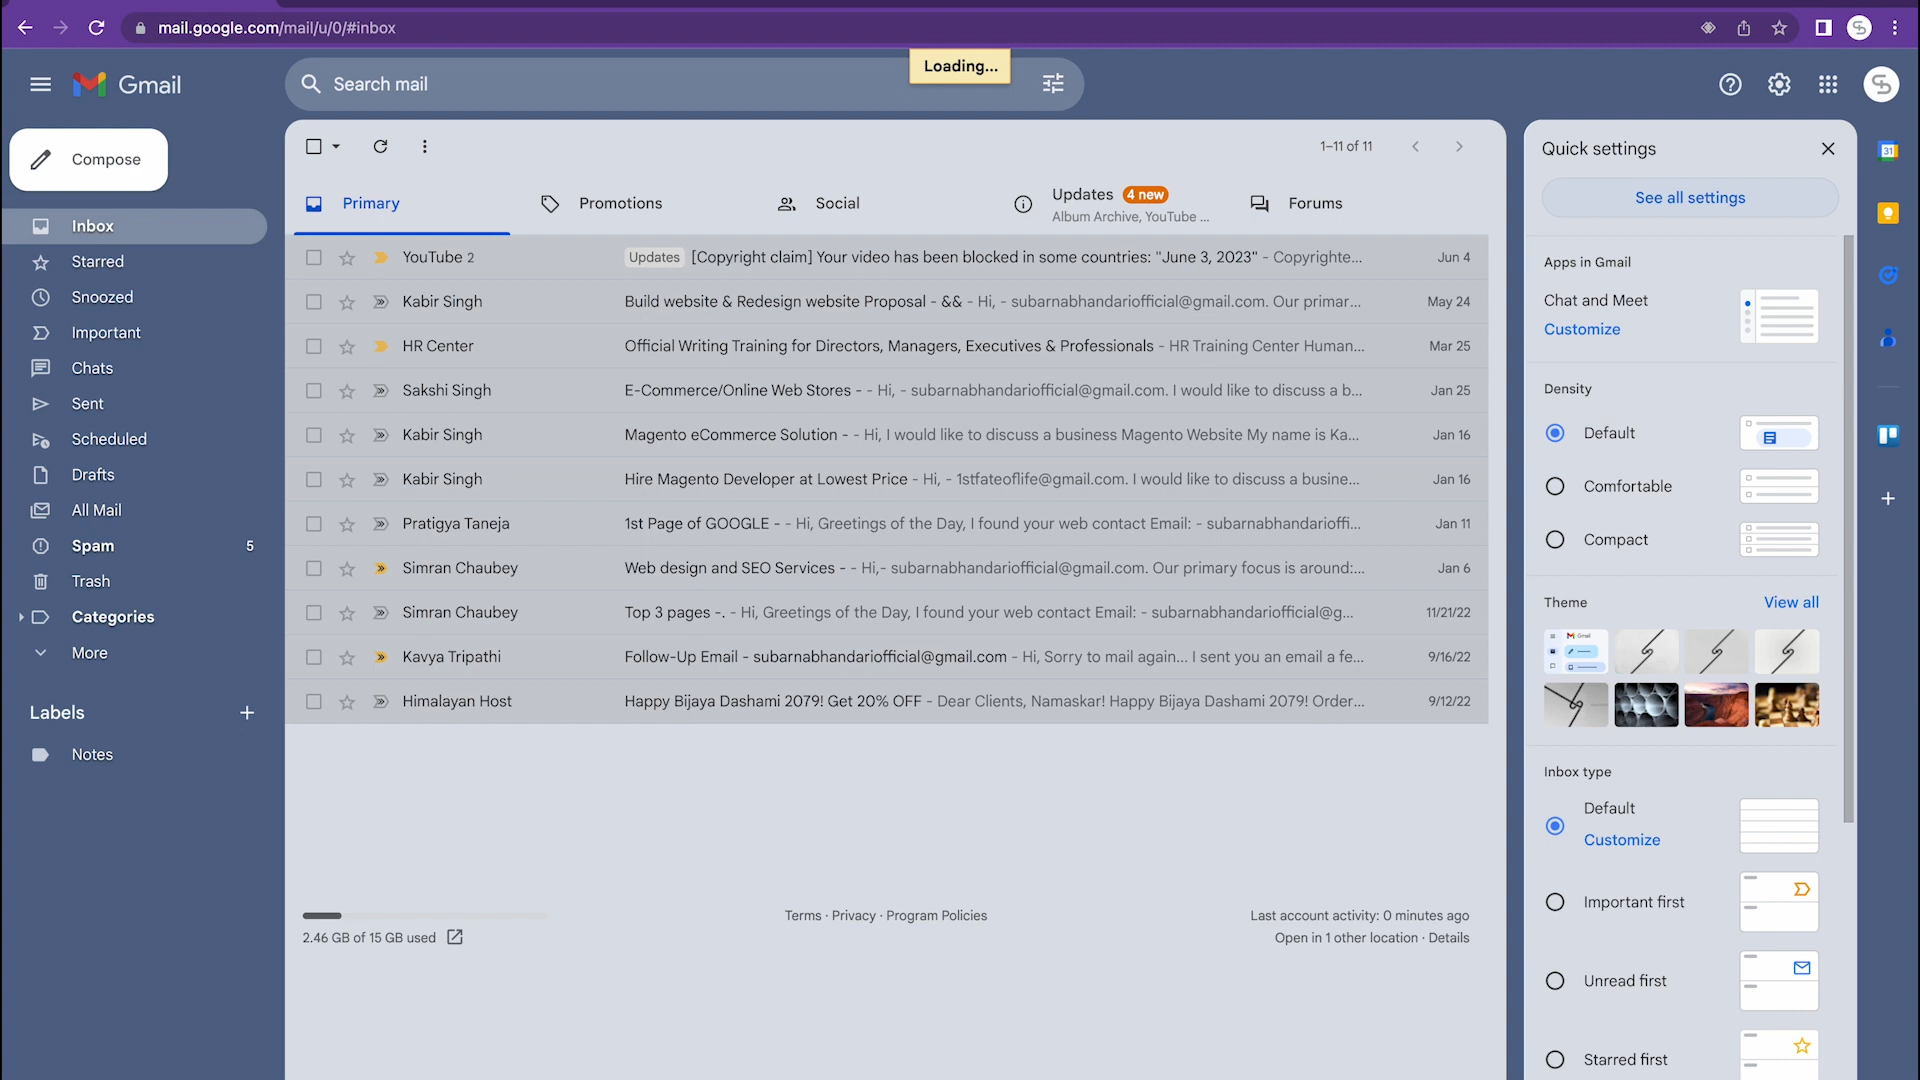 mail.google.com/mail/u/0/#inbox
Loading...
Gmail
Search mail
Compose
Inbox
Starred
Snoozed
Important
Chats
Sent
Scheduled
Drafts
All Mail
Spam 5
Trash
Categories
More
Labels
Notes
1–11 of 11
Primary
Promotions
Social
Updates 4 new
Album Archive, YouTube ...
Forums
YouTube 2 Updates [Copyright claim] Your video has been blocked in some countries: "June 3, 2023" - Copyrighte... Jun 4
Kabir Singh Build website & Redesign website Proposal - && - Hi, - subarnabhandariofficial@gmail.com. Our primar... May 24
HR Center Official Writing Training for Directors, Managers, Executives & Professionals - HR Training Center Human... Mar 25
Sakshi Singh E-Commerce/Online Web Stores - - Hi, - subarnabhandariofficial@gmail.com. I would like to discuss a b... Jan 25
Kabir Singh Magento eCommerce Solution - - Hi, I would like to discuss a business Magento Website My name is Ka... Jan 16
Kabir Singh Hire Magento Developer at Lowest Price - Hi, - 1stfateoflife@gmail.com. I would like to discuss a busine... Jan 16
Pratigya Taneja 1st Page of GOOGLE - - Hi, Greetings of the Day, I found your web contact Email: - subarnabhandarioffi... Jan 11
Simran Chaubey Web design and SEO Services - - Hi,- subarnabhandariofficial@gmail.com. Our primary focus is around:... Jan 6
Simran Chaubey Top 3 pages -. - Hi, Greetings of the Day, I found your web contact Email: - subarnabhandariofficial@g... 11/21/22
Kavya Tripathi Follow-Up Email - subarnabhandariofficial@gmail.com - Hi, Sorry to mail again... I sent you an email a fe... 9/16/22
Himalayan Host Happy Bijaya Dashami 2079! Get 20% OFF - Dear Clients, Namaskar! Happy Bijaya Dashami 2079! Order... 9/12/22
2.46 GB of 15 GB used
Terms · Privacy · Program Policies
Last account activity: 0 minutes ago
Open in 1 other location · Details
Quick settings
See all settings
Apps in Gmail
Chat and Meet
Customize
Density
Default
Comfortable
Compact
Theme View all
Gmail
Inbox type
Default
Customize
Important first
Unread first
Starred first
31